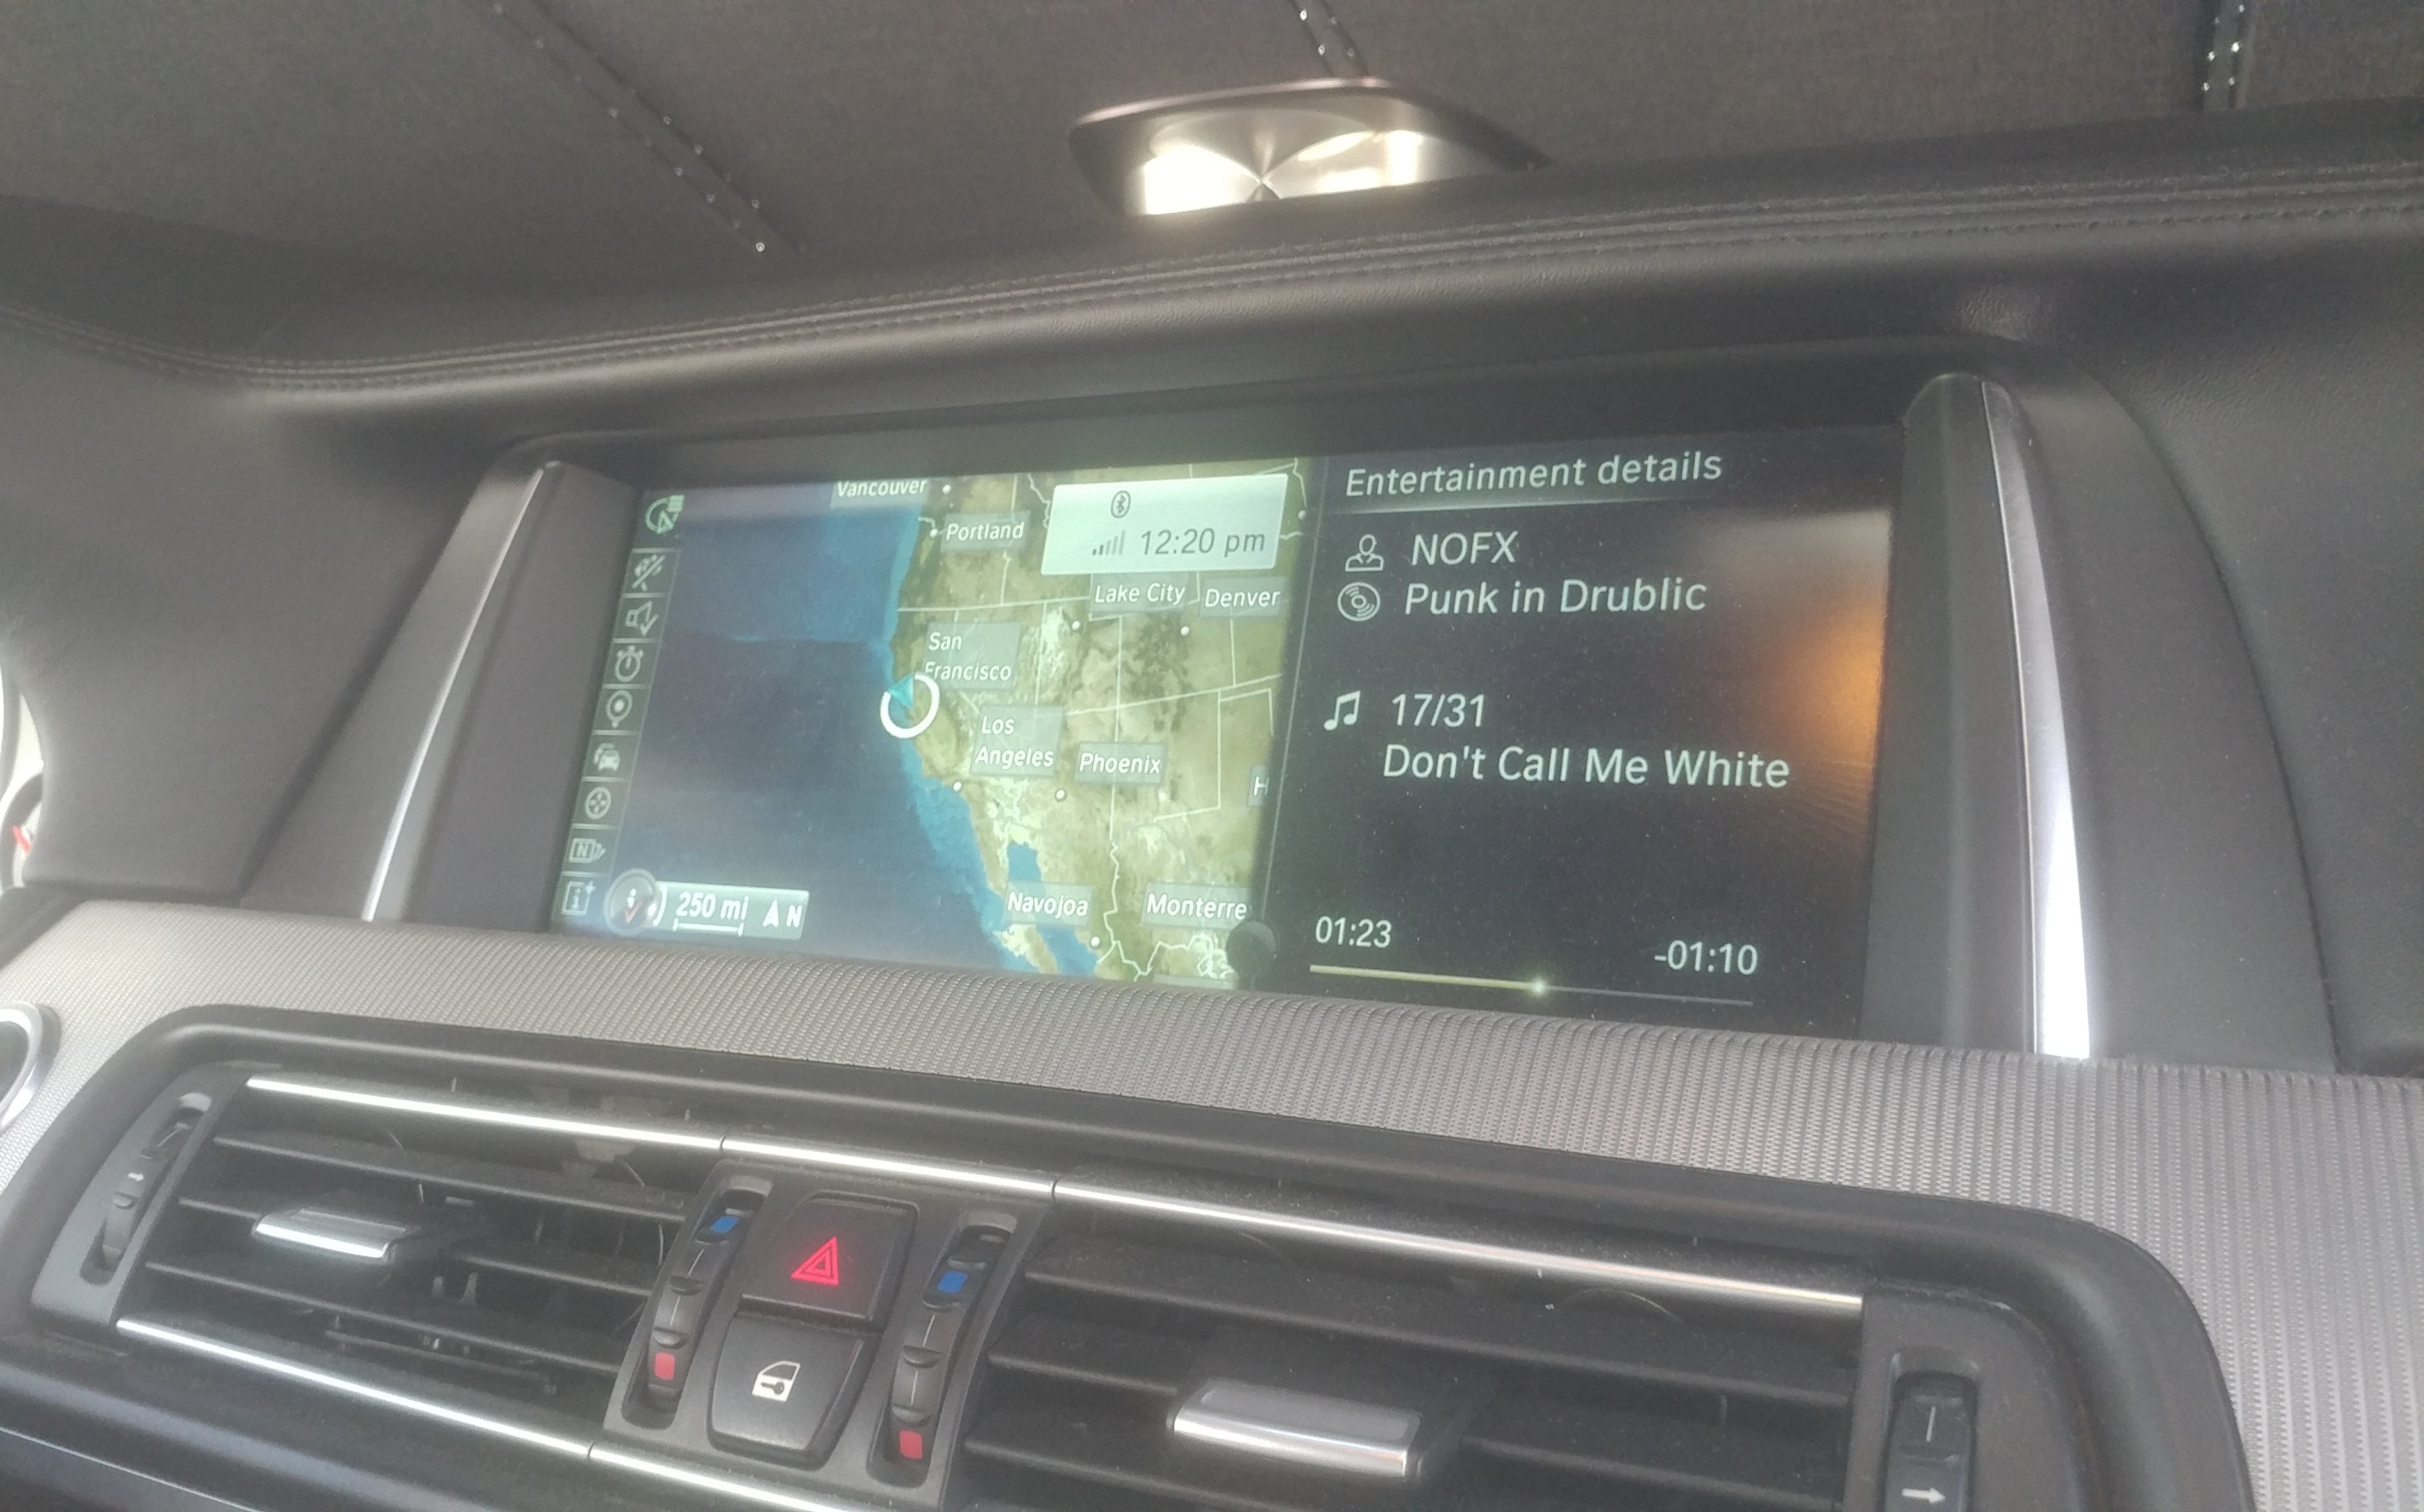 Vancouver
Portland
12:20 pm
Lake City
Denver
San
Francisco
Los
Angeles
Phoenix
H
Navojoa
Monterre
250 mi
N
Entertainment details
NOFX
Punk in Drublic
17/31
Don't Call Me White
01:23
-01:10